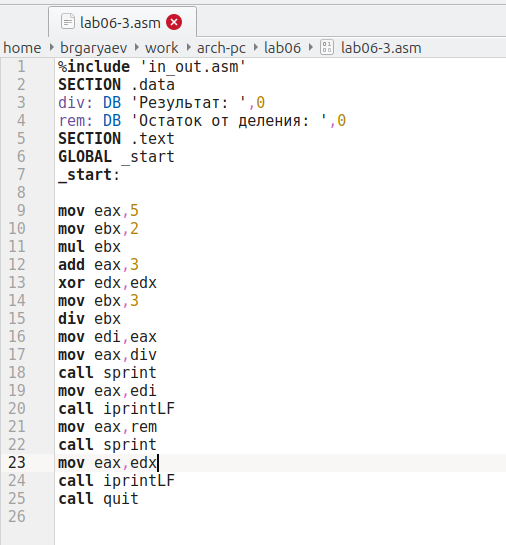 lab06-3.asm
home brgaryaev work arch-pc lab06 lab06-3.asm
1 %include 'in_out.asm'
2 SECTION .data
3 div: DB 'Результат: ',0
4 rem: DB 'Остаток от деления: ',0
5 SECTION .text
6 GLOBAL _start
7 _start:
8
9 mov eax,5
10 mov ebx,2
11 mul ebx
12 add eax,3
13 xor edx,edx
14 mov ebx,3
15 div ebx
16 mov edi,eax
17 mov eax,div
18 call sprint
19 mov eax,edi
20 call iprintLF
21 mov eax,rem
22 call sprint
23 mov eax,edx
24 call iprintLF
25 call quit
26